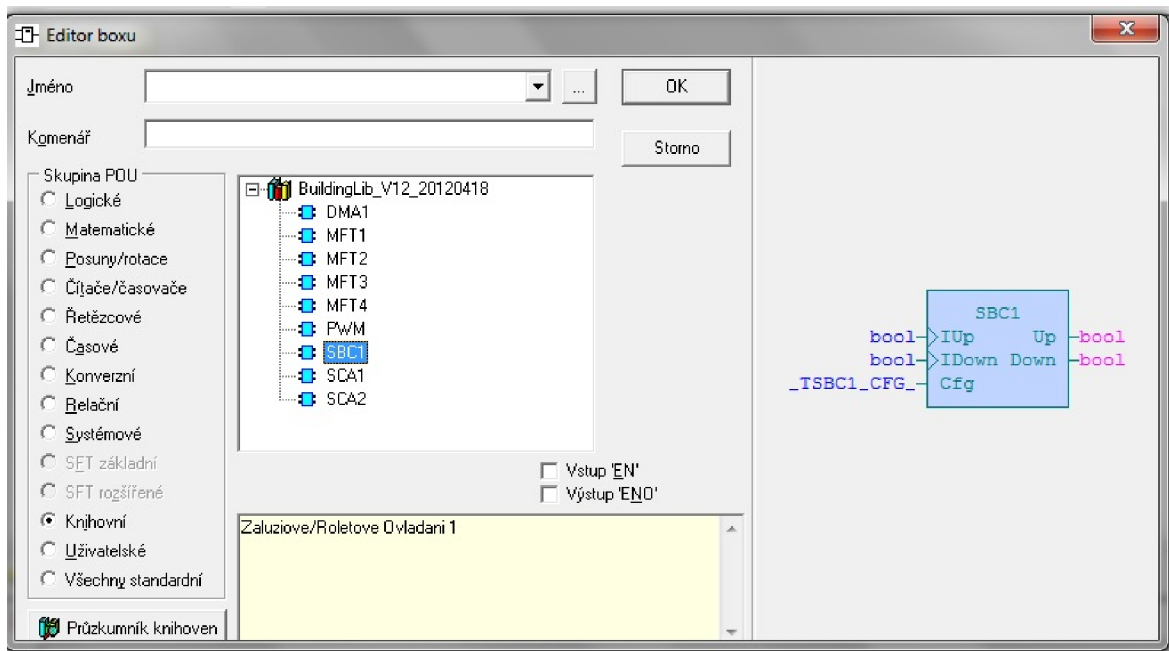 Editor boxu
Jméno
...
OK
Komenář
Storno
Skupina POU
Logické
Matematické
Posuny/rotace
Čítače/časovače
Řetězcové
Časové
Konverzní
Relační
Systémové
SFT základní
SFT rozšířené
Knihovní
Uživatelské
Všechny standardní
Průzkumník knihoven
BuildingLib_V12_20120418
DMA1
MFT1
MFT2
MFT3
MFT4
PWM
SBC1
SCA1
SCA2
Vstup 'EN'
Výstup 'ENO'
Zaluziove/Roletove Ovladani 1
SBC1
bool IUp Up bool
bool IDown Down bool
_TSBC1_CFG_ Cfg